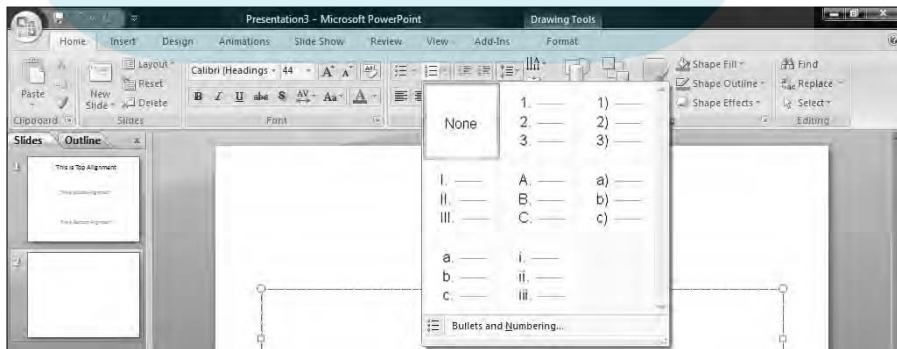 Presentation3 - Microsoft PowerPoint
Drawing Tools
Home Insert Design Animations Slide Show Review View Add-Ins Format
Paste
Clipboard
New Slide
Layout
Reset
Delete
Slides
Calibri (Headings 44 A A
B I U abc S AV Aa A
Font
Shape Fill
Shape Outline
Shape Effects
Find
Replace
Select
Editing
Slides Outline x
This is Top Alignment
None
1.
2.
3.
1)
2)
3)
I.
II.
III.
A.
B.
C.
a)
b)
c)
a.
b.
c.
i.
ii.
iii.
Bullets and Numbering...